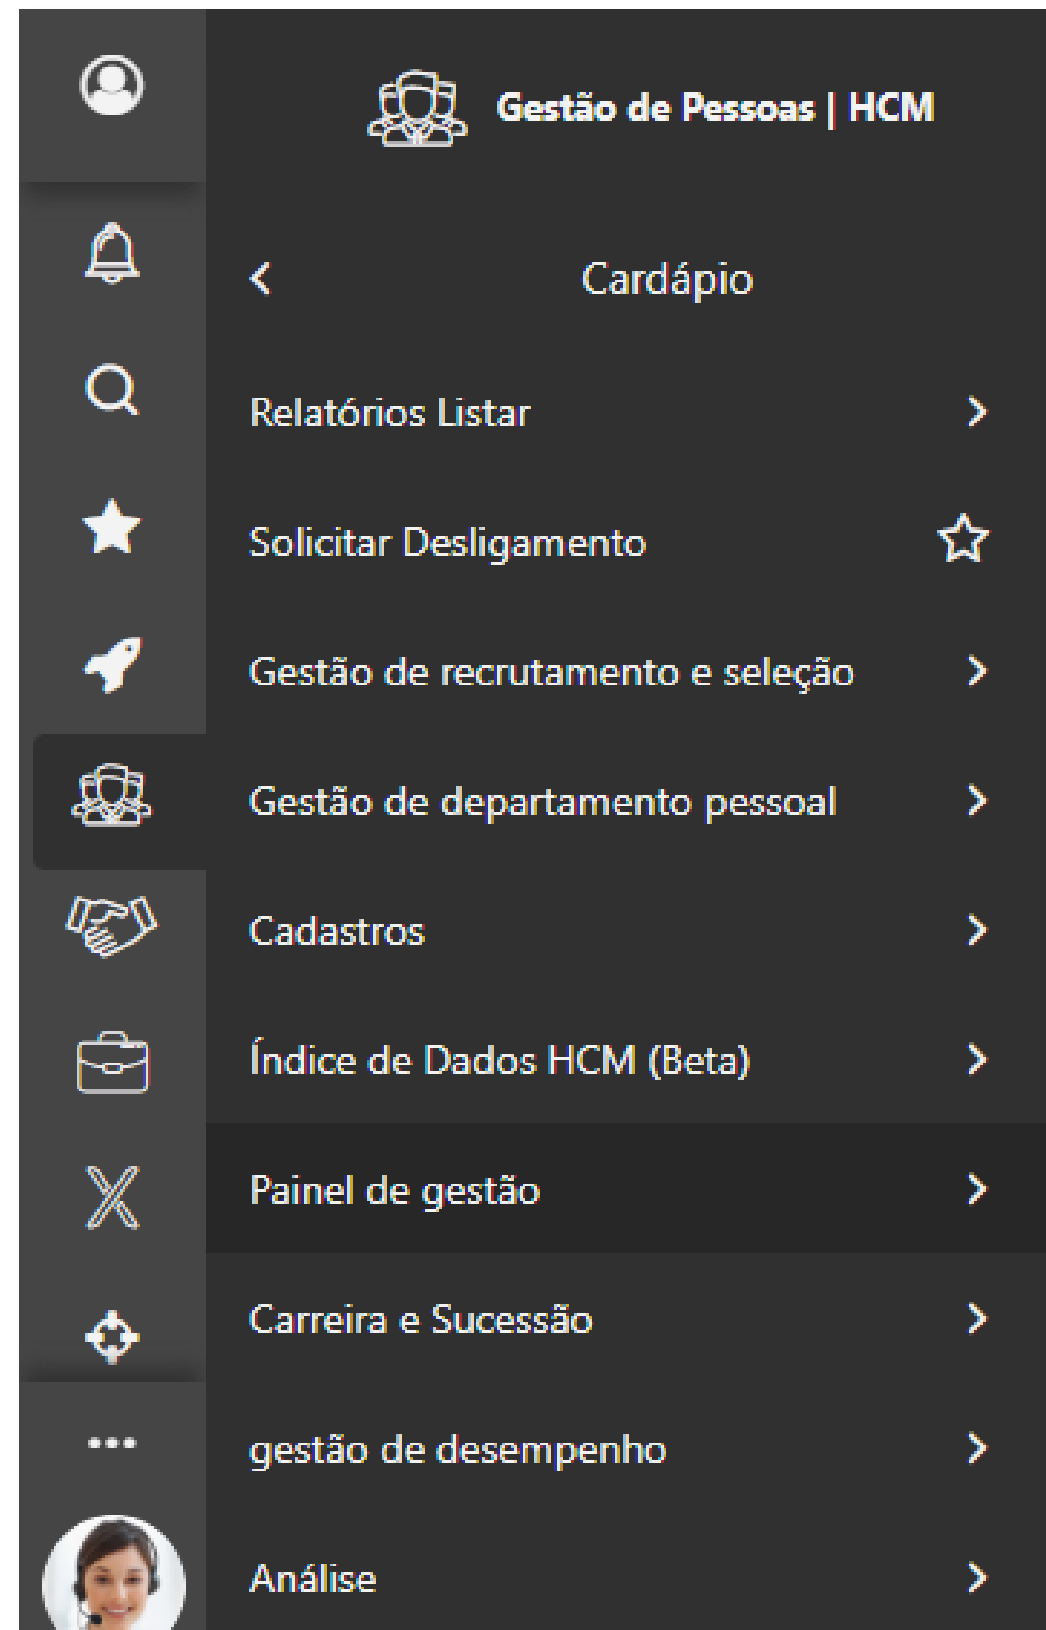 Gestão de Pessoas | HCM
Cardápio
Relatórios Listar
Solicitar Desligamento
Gestão de recrutamento e seleção
Gestão de departamento pessoal
Cadastros
Índice de Dados HCM (Beta)
Painel de gestão
Carreira e Sucessão
gestão de desempenho
Análise